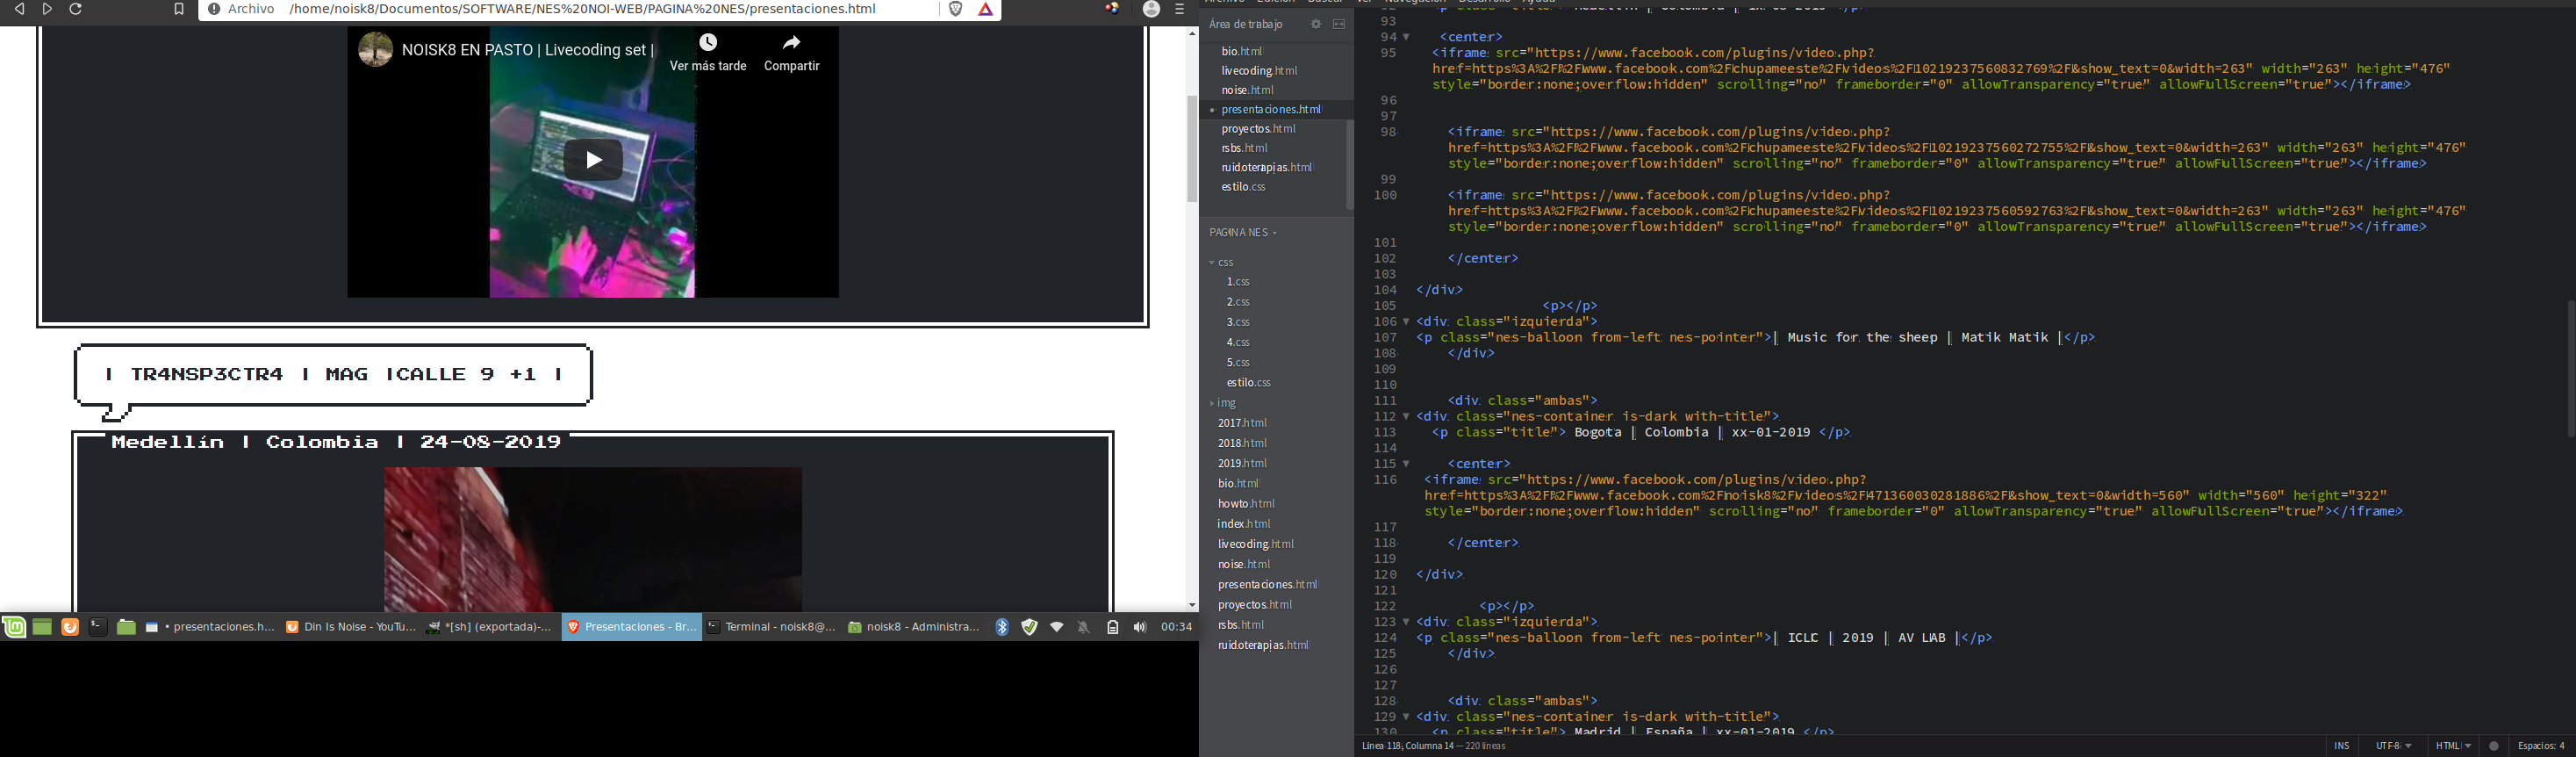 Archivo /home/noisk8/Documentos/SOFTWARE/NES%20NOI-WEB/PAGINA%20NES/presentaciones.html
NOISK8 EN PASTO | Livecoding set |
Ver más tarde
Compartir
| TR4NSP3CTR4 | MAG |CALLE 9 +1 |
Medellín | Colombia | 24-08-2019
• presentaciones.h...
Din Is Noise - YouTu...
*[sh] (exportada)-...
Presentaciones - Br...
Terminal - noisk8@...
noisk8 - Administra...
00:34
Archivo Edición Buscar Ver Navegación Desarrollo Ayuda
Área de trabajo
bio.html
livecoding.html
noise.html
presentaciones.html
proyectos.html
rsbs.html
ruidoterapias.html
estilo.css
PAGINA NES
css
1.css
2.css
3.css
4.css
5.css
estilo.css
img
2017.html
2018.html
2019.html
bio.html
howto.html
index.html
livecoding.html
noise.html
presentaciones.html
proyectos.html
rsbs.html
ruidoterapias.html
93
94 <center>
95 <iframe src="https://www.facebook.com/plugins/video.php?
href=https%3A%2F%2Fwww.facebook.com%2Fchupameeste%2Fvideos%2F10219237560832769%2F&show_text=0&width=263" width="263" height="476"
style="border:none;overflow:hidden" scrolling="no" frameborder="0" allowTransparency="true" allowFullScreen="true"></iframe>
96
97
98 <iframe src="https://www.facebook.com/plugins/video.php?
href=https%3A%2F%2Fwww.facebook.com%2Fchupameeste%2Fvideos%2F10219237560272755%2F&show_text=0&width=263" width="263" height="476"
style="border:none;overflow:hidden" scrolling="no" frameborder="0" allowTransparency="true" allowFullScreen="true"></iframe>
99
100 <iframe src="https://www.facebook.com/plugins/video.php?
href=https%3A%2F%2Fwww.facebook.com%2Fchupameeste%2Fvideos%2F10219237560592763%2F&show_text=0&width=263" width="263" height="476"
style="border:none;overflow:hidden" scrolling="no" frameborder="0" allowTransparency="true" allowFullScreen="true"></iframe>
101
102 </center>
103
104 </div>
105 <p></p>
106 <div class="izquierda">
107 <p class="nes-balloon from-left nes-pointer">| Music for the sheep | Matik Matik |</p>
108 </div>
109
110
111 <div class="ambas">
112 <div class="nes-container is-dark with-title">
113 <p class="title"> Bogota | Colombia | xx-01-2019 </p>
114
115 <center>
116 <iframe src="https://www.facebook.com/plugins/video.php?
href=https%3A%2F%2Fwww.facebook.com%2Fnoisk8%2Fvideos%2F471360030281886%2F&show_text=0&width=560" width="560" height="322"
style="border:none;overflow:hidden" scrolling="no" frameborder="0" allowTransparency="true" allowFullScreen="true"></iframe>
117
118 </center>
119
120 </div>
121
122 <p></p>
123 <div class="izquierda">
124 <p class="nes-balloon from-left nes-pointer">| ICLC | 2019 | AV LAB |</p>
125 </div>
126
127
128 <div class="ambas">
129 <div class="nes-container is-dark with-title">
130 <p class="title"> Madrid | España | xx-01-2019 </p>
Línea 118, Columna 14 — 220 líneas
INS UTF-8 HTML Espacios: 4